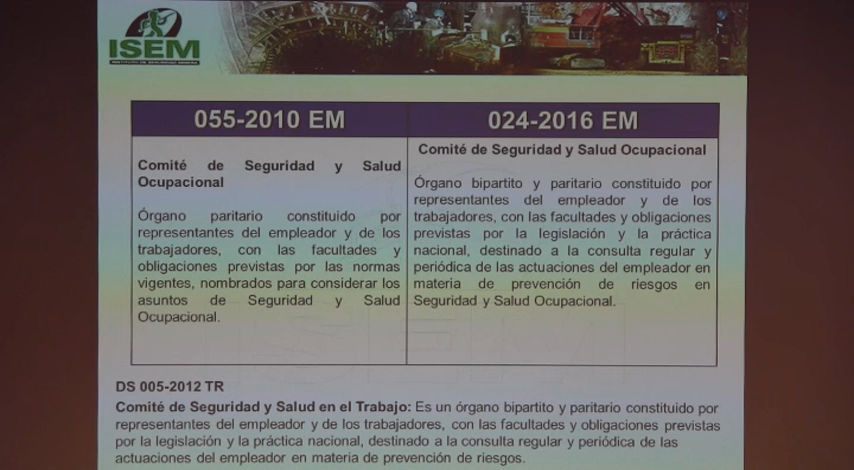 ISEM
INSTITUTO DE SEGURIDAD MINERA
055-2010 EM
Comité de Seguridad y Salud
Ocupacional
Órgano paritario constituido por
representantes del empleador y de los
trabajadores, con las facultades y
obligaciones previstas por las normas
vigentes, nombrados para considerar los
asuntos de Seguridad y Salud
Ocupacional.
024-2016 EM
Comité de Seguridad y Salud Ocupacional
Órgano bipartito y paritario constituido por
representantes del empleador y de los
trabajadores, con las facultades y obligaciones
previstas por la legislación y la práctica
nacional, destinado a la consulta regular y
periódica de las actuaciones del empleador en
materia de prevención de riesgos en
Seguridad y Salud Ocupacional.
DS 005-2012 TR
Comité de Seguridad y Salud en el Trabajo: Es un órgano bipartito y paritario constituido por
representantes del empleador y de los trabajadores, con las facultades y obligaciones previstas
por la legislación y la práctica nacional, destinado a la consulta regular y periódica de las
actuaciones del empleador en materia de prevención de riesgos.